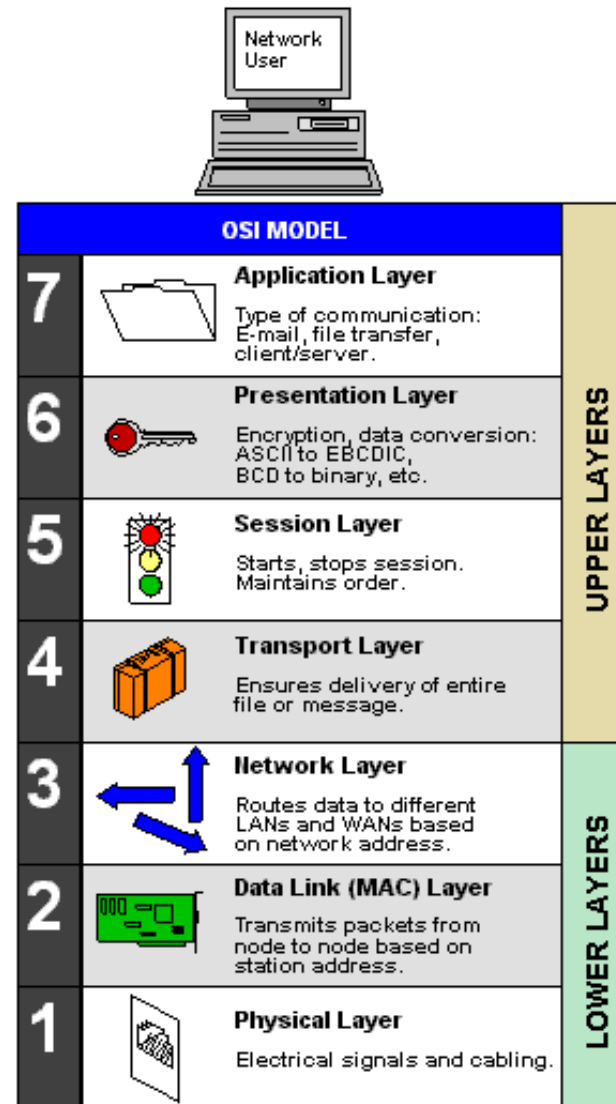 Network
User
OSI MODEL
7
Application Layer
Type of communication:
E-mail, file transfer,
client/server.
6
Presentation Layer
Encryption, data conversion:
ASCII to EBCDIC,
BCD to binary, etc.
5
Session Layer
Starts, stops session.
Maintains order.
4
Transport Layer
Ensures delivery of entire
file or message.
UPPER LAYERS
3
Network Layer
Routes data to different
LANs and WANs based
on network address.
2
Data Link (MAC) Layer
Transmits packets from
node to node based on
station address.
1
Physical Layer
Electrical signals and cabling.
LOWER LAYERS